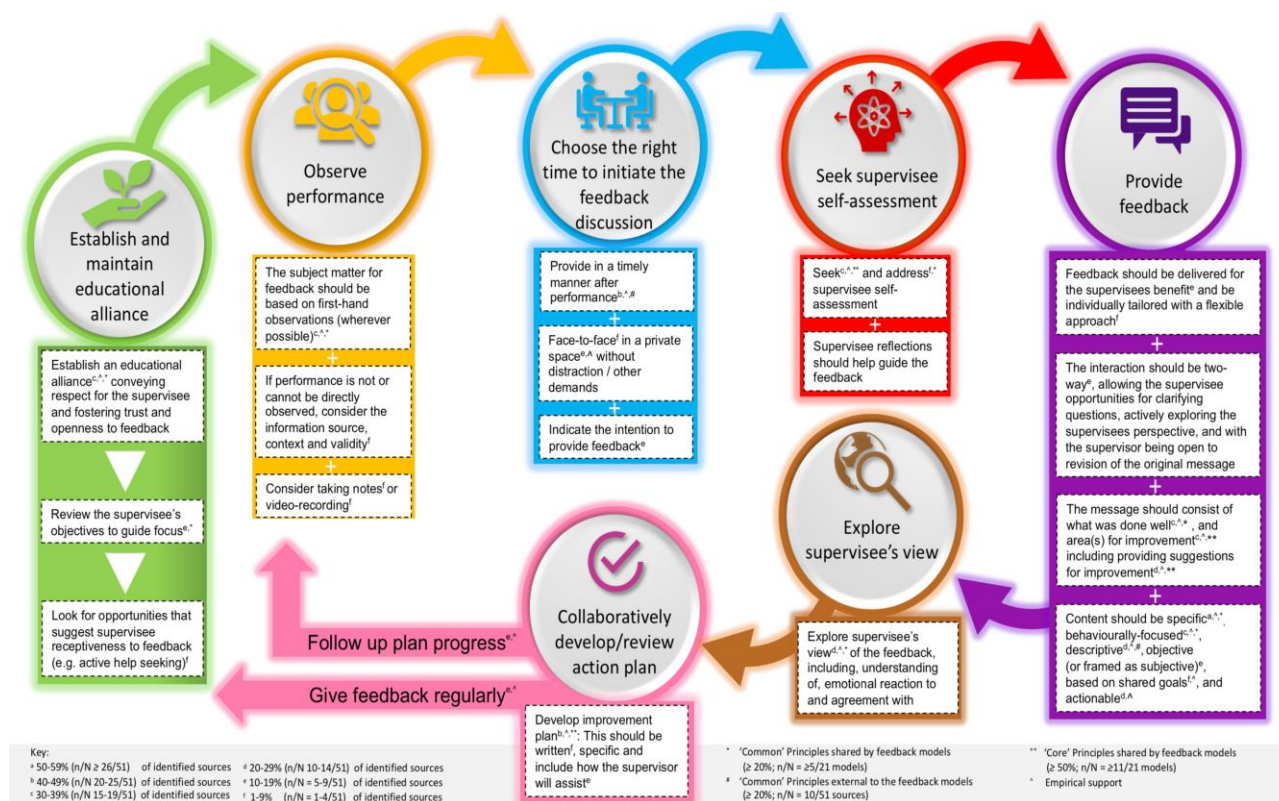 Establish and
maintain
educational
alliance
Establish an educational
alliance^c,^,* conveying
respect for the supervisee
and fostering trust and
openness to feedback
Review the supervisee's
objectives to guide focus^e,*
Look for opportunities that
suggest supervisee
receptiveness to feedback
(e.g. active help seeking)^f
Observe
performance
The subject matter for
feedback should be
based on first-hand
observations (wherever
possible)^c,^,*
+
If performance is not or
cannot be directly
observed, consider the
information source,
context and validity^f
+
Consider taking notes^f or
video-recording^f
Choose the right
time to initiate the
feedback
discussion
Provide in a timely
manner after
performance^b,^,#
+
Face-to-face^f in a private
space^e,^ without
distraction / other
demands
+
Indicate the intention to
provide feedback^e
Seek supervisee
self-assessment
Seek^c,^,** and address^f,*
supervisee self-
assessment
+
Supervisee reflections
should help guide the
feedback
Provide
feedback
Feedback should be delivered for
the supervisees benefit^e and be
individually tailored with a flexible
approach^f
+
The interaction should be two-
way^e, allowing the supervisee
opportunities for clarifying
questions, actively exploring the
supervisees perspective, and with
the supervisor being open to
revision of the original message
+
The message should consist of
what was done well^c,^,* , and
area(s) for improvement^c,^,**
including providing suggestions
for improvement^d,^,**
+
Content should be specific^a,^,*,
behaviourally-focused^c,^,*,
descriptive^d,^,#, objective
(or framed as subjective)^e,
based on shared goals^f,^, and
actionable^d,^
Explore
supervisee's view
Explore supervisee's
view^d,^,* of the feedback,
including, understanding
of, emotional reaction to
and agreement with
Collaboratively
develop/review
action plan
Develop improvement
plan^b,^,**: This should be
written^f, specific and
include how the supervisor
will assist^e
Follow up plan progress^e,^
Give feedback regularly^e,^
Key:
a 50-59% (n/N ≥ 26/51) of identified sources
b 40-49% (n/N 20-25/51) of identified sources
c 30-39% (n/N 15-19/51) of identified sources
d 20-29% (n/N 10-14/51) of identified sources
e 10-19% (n/N = 5-9/51) of identified sources
f 1-9% (n/N = 1-4/51) of identified sources
* 'Common' Principles shared by feedback models
(≥ 20%; n/N = ≥5/21 models)
# 'Common' Principles external to the feedback models
(≥ 20%; n/N = 10/51 sources)
** 'Core' Principles shared by feedback models
(≥ 50%; n/N = ≥11/21 models)
^ Empirical support